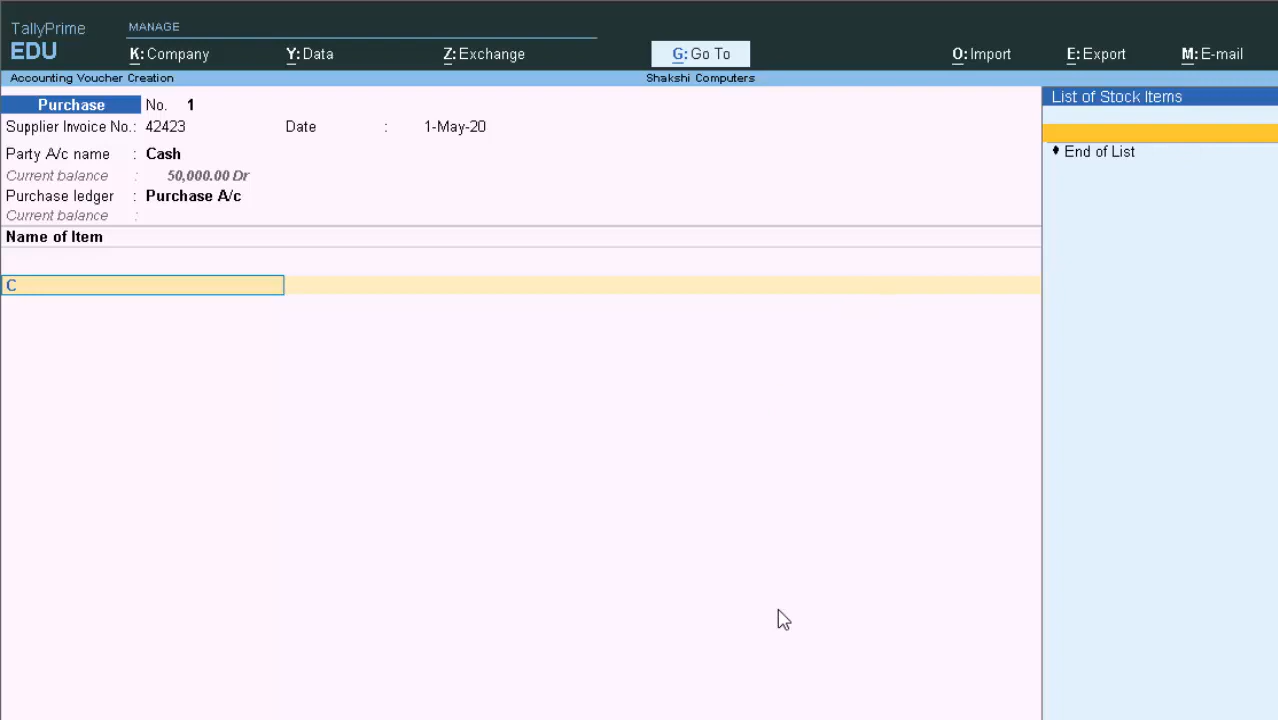 TallyPrime
MANAGE
EDU
K:Company
Y:Data
Z:Exchange
G:Go To
O:Import
E:Export
M:E-mail
Accounting Voucher Creation
Shakshi Computers
Purchase No. 1
Supplier Invoice No.: 42423 Date : 1-May-20
Party A/c name : Cash
Current balance : 50,000.00 Dr
Purchase ledger : Purchase A/c
Current balance :
Name of Item
C
List of Stock Items
♦ End of List